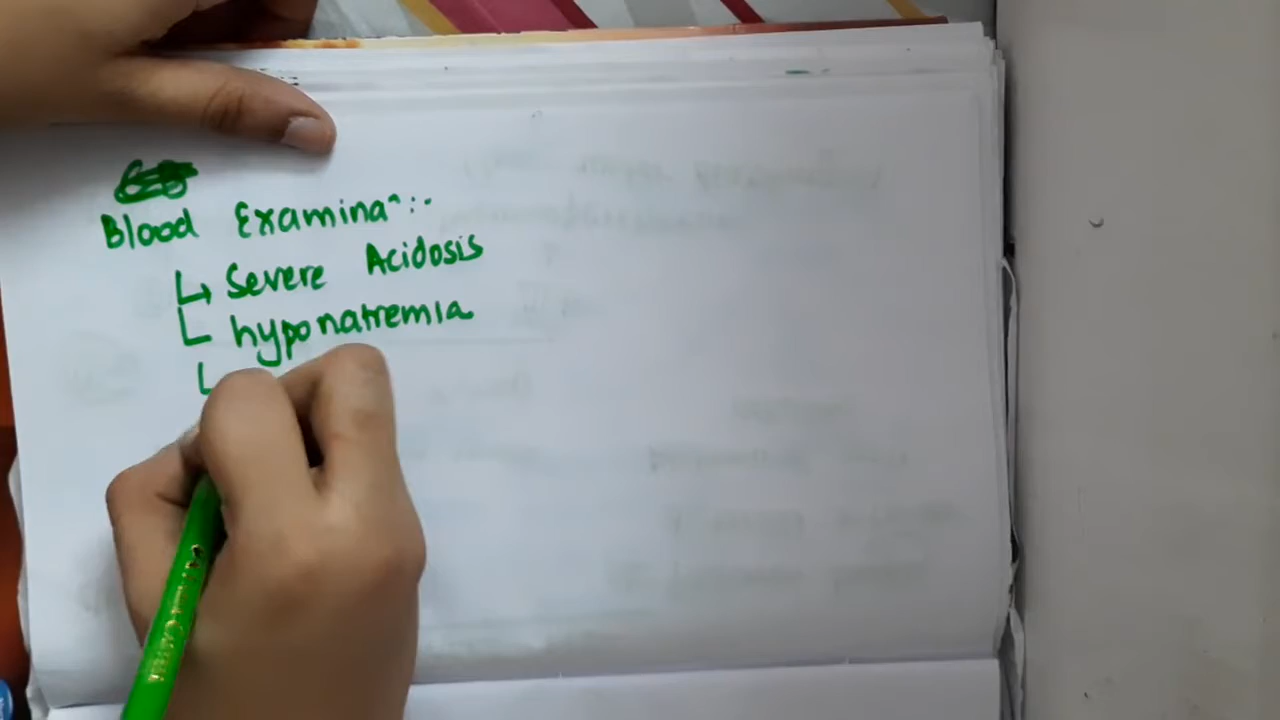 Blood Examinaⁿ:-
↳ Severe Acidosis
↳ hyponatremia